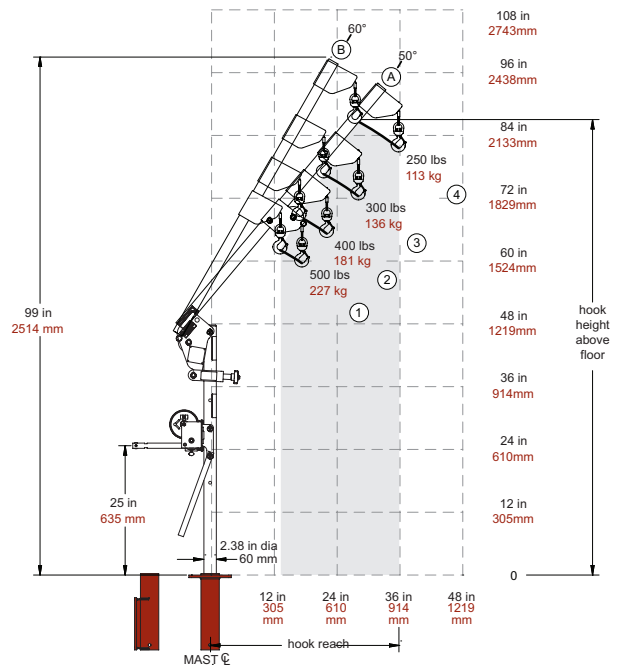 108 in
2743mm
B
60°
50°
A
96 in
2438mm
84 in
2133mm
250 lbs
113 kg
4
72 in
1829mm
300 lbs
136 kg
3
400 lbs
181 kg
60 in
1524mm
500 lbs
227 kg
2
1
99 in
2514 mm
48 in
1219mm
hook
height
above
floor
36 in
914mm
24 in
610mm
25 in
635 mm
12 in
305mm
2.38 in dia
60 mm
0
12 in
305
mm
24 in
610
mm
36 in
914
mm
48 in
1219
mm
hook reach
MAST ℄